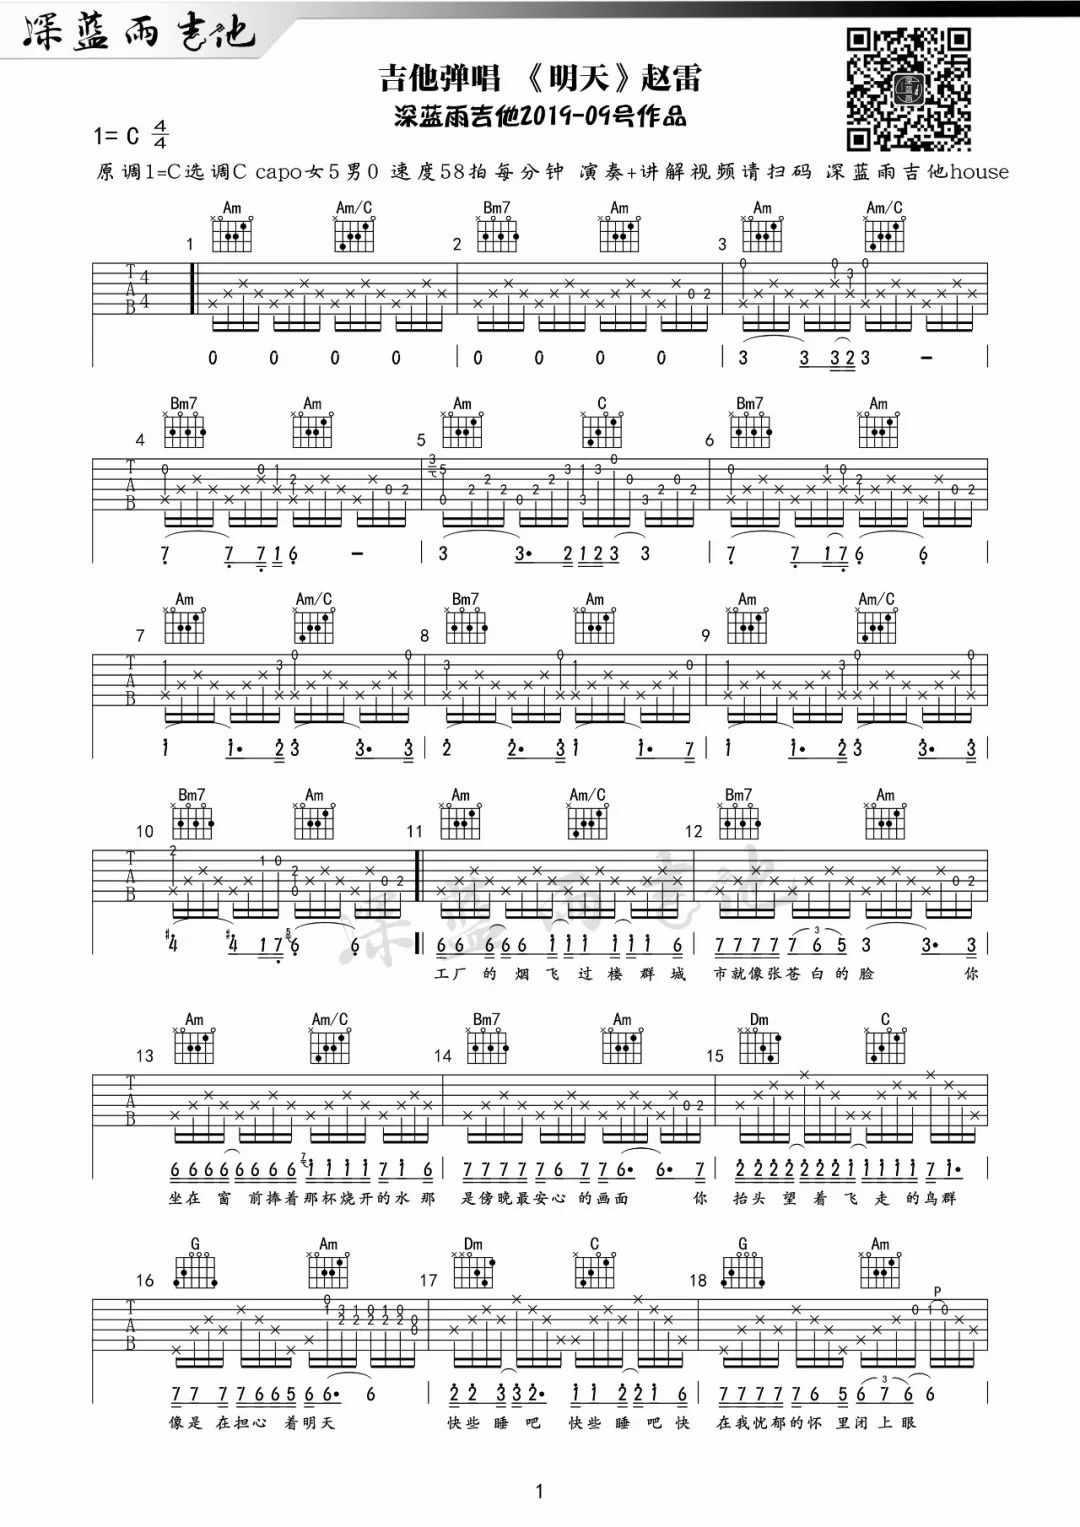 深蓝雨吉他
吉他弹唱 《明天》赵雷
深蓝雨吉他2019-09号作品
1= C 4/4
原调1=C选调C capo女5男0 速度58拍每分钟 演奏+讲解视频请扫码 深蓝雨吉他house
Am Am/C Bm7 Am Am Am/C
1 2 3
T A B 4 4
0 0 0 0 0 0 0 0 3 3 3 2 3 -
Bm7 Am Am C Bm7 Am
4 5 6
T A B
7 7 7 1 6 - 3 3· 2 1 2 3 3 7 7 1 7 6 6
Am Am/C Bm7 Am Am Am/C
7 8 9
T A B
1 1· 2 3 3· 3 2 2· 3 1 1· 7 1 1· 2 3 3· 3
Bm7 Am Am Am/C Bm7 Am
10 11 12
T A B
深蓝雨吉他
#4 #4 1 7 6 6 6 6 6 6 6 1 1 1 1 1 6 7 7 7 7 7 6 5 3 3· 3
工厂的烟飞过楼群城 市就像张苍白的脸 你
Am Am/C Bm7 Am Dm C
13 14 15
T A B
6 6 6 6 6 6 6 6 1 1 1 1 7 1 6 7 7 7 7 6 7 7 6· 6· 7 2 2 2 2 2 2 1 1 2 2 7 1·
坐在窗前捧着那杯烧开的水那 是傍晚最安心的画面 你 抬头望着飞走的鸟群
G Am Dm C G Am
16 17 18
T A B
P
7 7 7 7 6 6 5 6 6· 6 2 2 3 3 2· 1 1 2 2 1 6 7 7 7 7 7 6 5 6 7 6 6
像是在担心着明天 快些睡吧 快些睡吧快 在我忧郁的怀里闭上眼
1